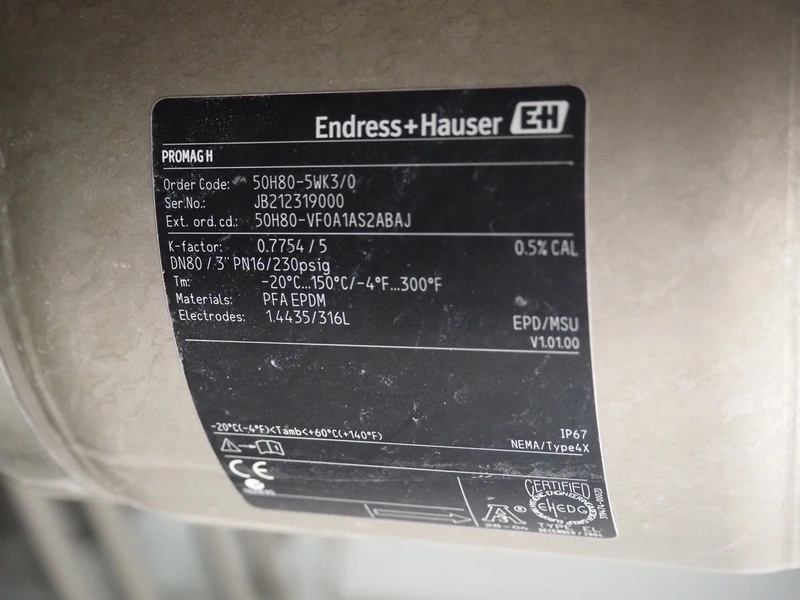 Endress+Hauser EH
PROMAG H
Order Code: 50H80-5WK3/0
Ser.No.: JB212319000
Ext. ord.cd.: 50H80-VF0A1AS2ABAJ
K-factor: 0.7754 / 5 0.5% CAL
DN80 / 3" PN16/230psig
Tm: -20°C...150°C/-4°F...300°F
Materials: PFA EPDM
Electrodes: 1.4435/316L EPD/MSU
V1.01.00
-20°C(-4°F)<Tamb<+60°C(+140°F) IP67
NEMA/Type4X
CE
CERTIFIED
EHEDG
TYPE EL